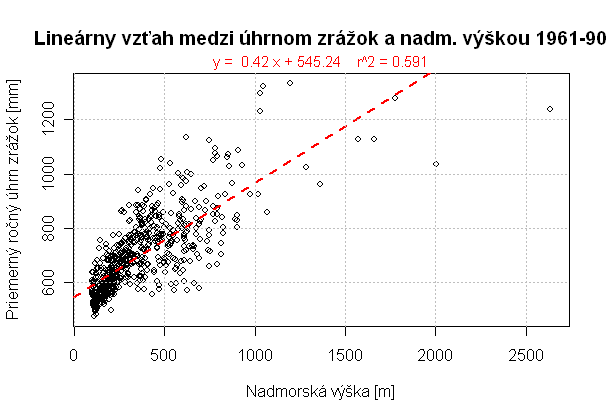 Lineárny vzťah medzi úhrnom zrážok a nadm. výškou 1961-90
y = 0.42 x + 545.24 r^2 = 0.591
Priemerný ročný úhrn zrážok [mm]
1200
1000
800
600
0 500 1000 1500 2000 2500
Nadmorská výška [m]